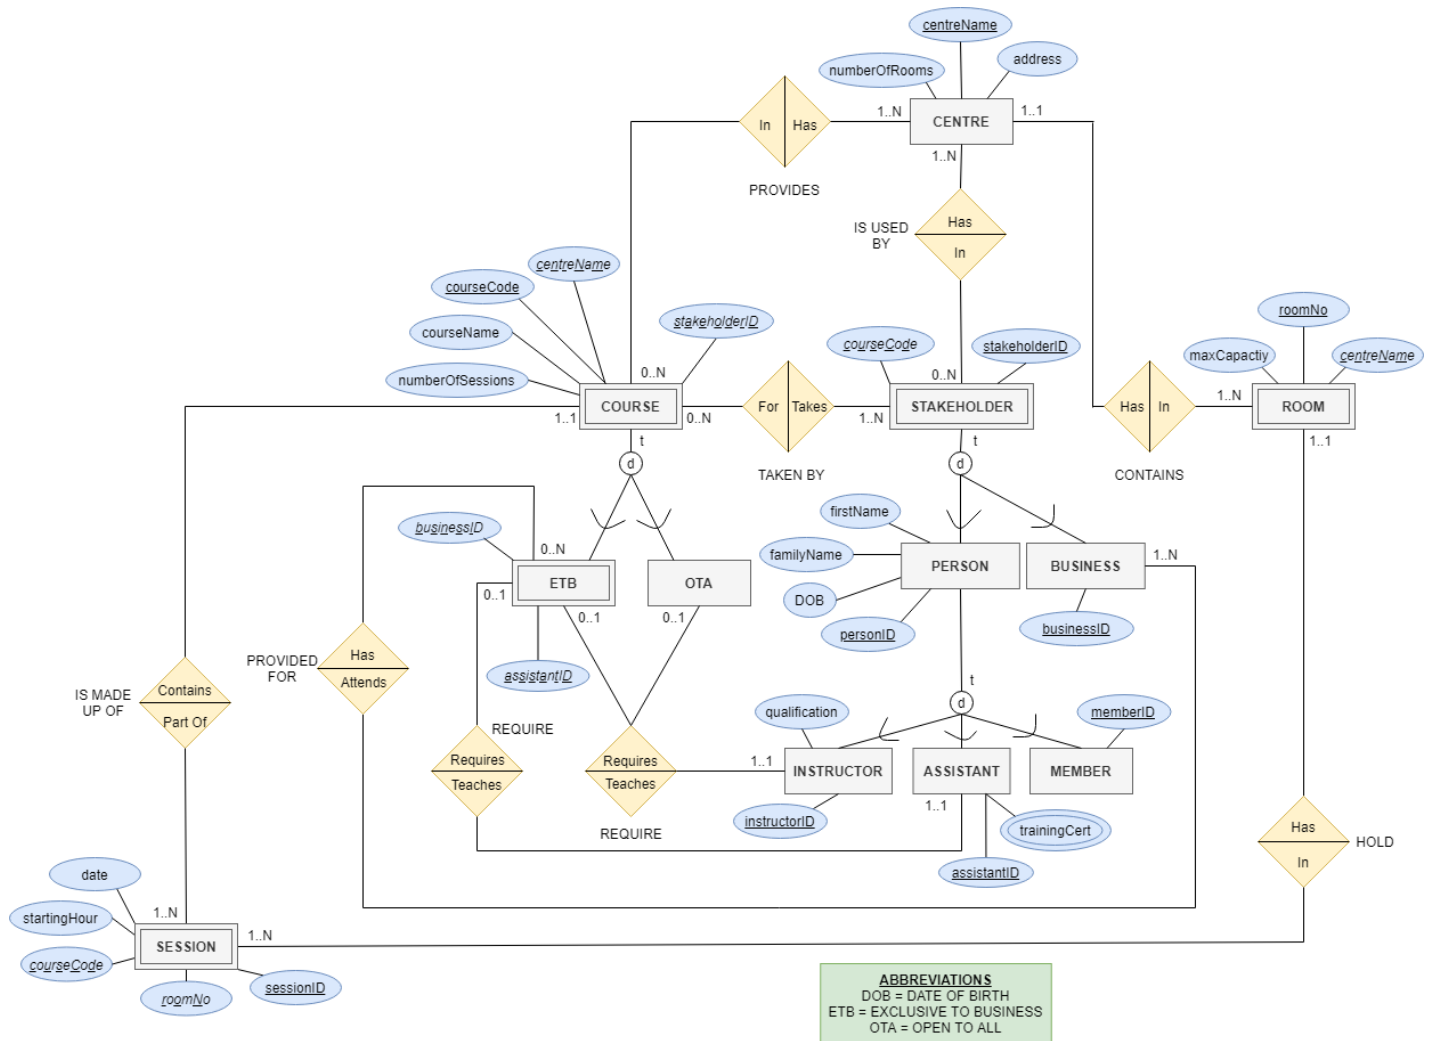 centreName
numberOfRooms
address
In
Has
1..N
CENTRE
1..1
1..N
PROVIDES
IS USED
BY
Has
In
centreName
courseCode
courseName
numberOfSessions
stakeholderID
courseCode
stakeholderID
roomNo
maxCapactiy
centreName
0..N
0..N
COURSE
1..1
0..N
For
Takes
1..N
STAKEHOLDER
Has
In
1..N
ROOM
1..1
TAKEN BY
CONTAINS
t
d
t
d
businessID
0..N
ETB
0..1
0..1
OTA
0..1
assistantID
firstName
familyName
DOB
personID
PERSON
BUSINESS
1..N
businessID
PROVIDED
FOR
Has
Attends
IS MADE
UP OF
Contains
Part Of
REQUIRE
Requires
Teaches
Requires
Teaches
REQUIRE
1..1
t
d
qualification
memberID
INSTRUCTOR
ASSISTANT
MEMBER
1..1
instructorID
trainingCert
assistantID
Has
In
HOLD
date
startingHour
courseCode
roomNo
sessionID
1..N
SESSION
1..N
ABBREVIATIONS
DOB = DATE OF BIRTH
ETB = EXCLUSIVE TO BUSINESS
OTA = OPEN TO ALL